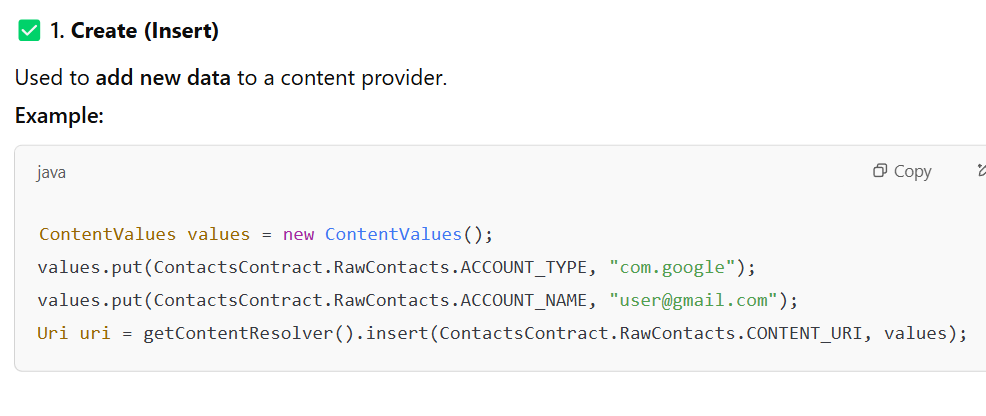 ✅ 1. Create (Insert)
Used to add new data to a content provider.
Example:
java
Copy
ContentValues values = new ContentValues();
values.put(ContactsContract.RawContacts.ACCOUNT_TYPE, "com.google");
values.put(ContactsContract.RawContacts.ACCOUNT_NAME, "user@gmail.com");
Uri uri = getContentResolver().insert(ContactsContract.RawContacts.CONTENT_URI, values);